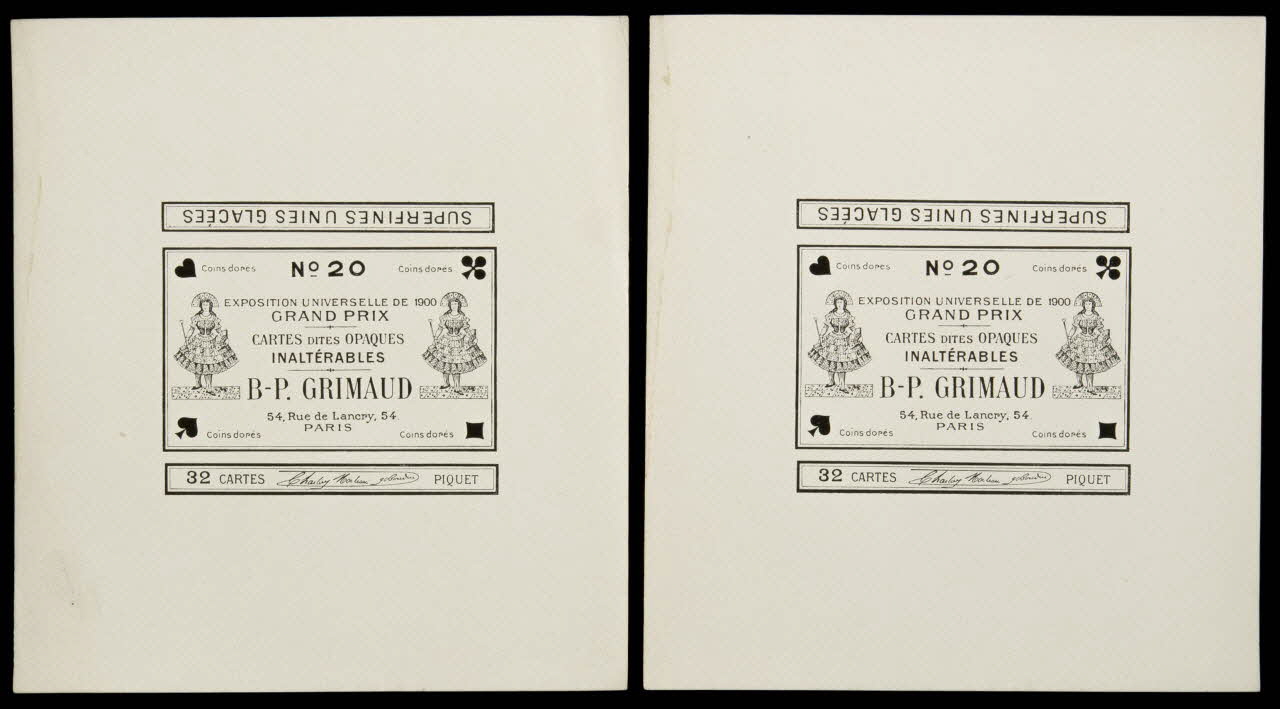 SUPERFINES UNIES GLACÉES
Coins dorés Nº 20 Coins dorés
EXPOSITION UNIVERSELLE DE 1900
GRAND PRIX
CARTES DITES OPAQUES
INALTÉRABLES
B-P. GRIMAUD
54, Rue de Lancry, 54.
PARIS
Coins dorés Coins dorés
32 CARTES PIQUET
SUPERFINES UNIES GLACÉES
Coins dorés Nº 20 Coins dorés
EXPOSITION UNIVERSELLE DE 1900
GRAND PRIX
CARTES DITES OPAQUES
INALTÉRABLES
B-P. GRIMAUD
54, Rue de Lancry, 54.
PARIS
Coins dorés Coins dorés
32 CARTES PIQUET